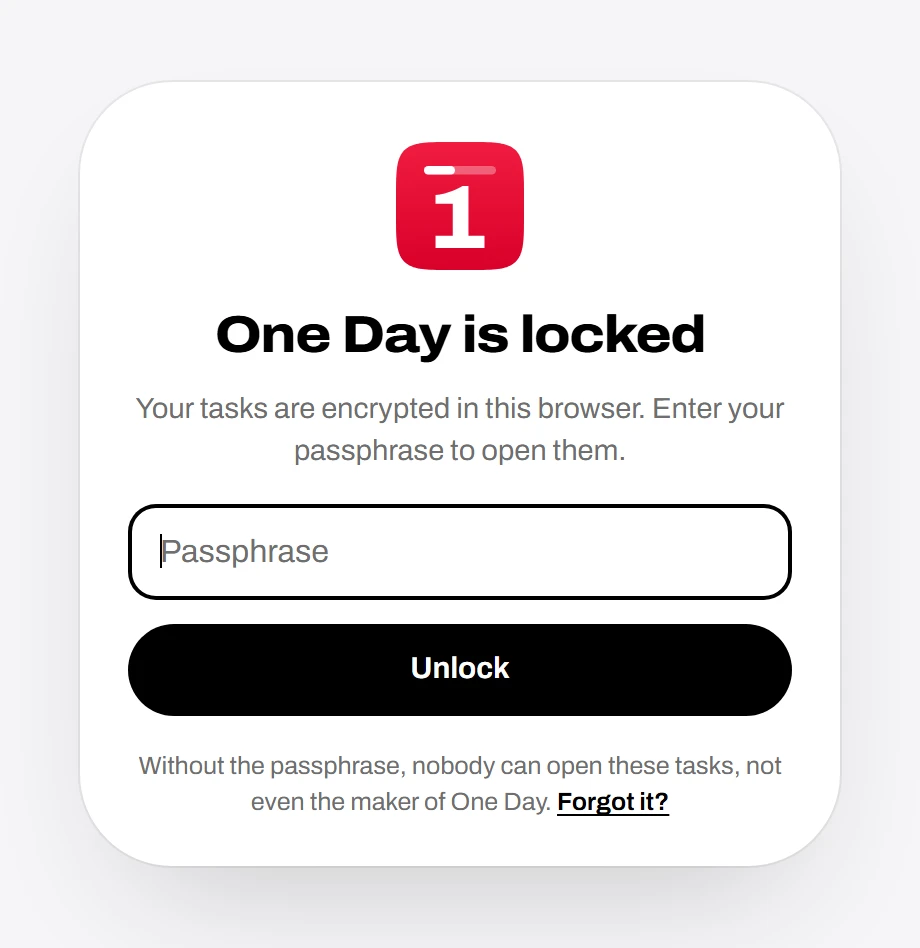 1
One Day is locked
Your tasks are encrypted in this browser. Enter your
passphrase to open them.
Passphrase
Unlock
Without the passphrase, nobody can open these tasks, not
even the maker of One Day. Forgot it?